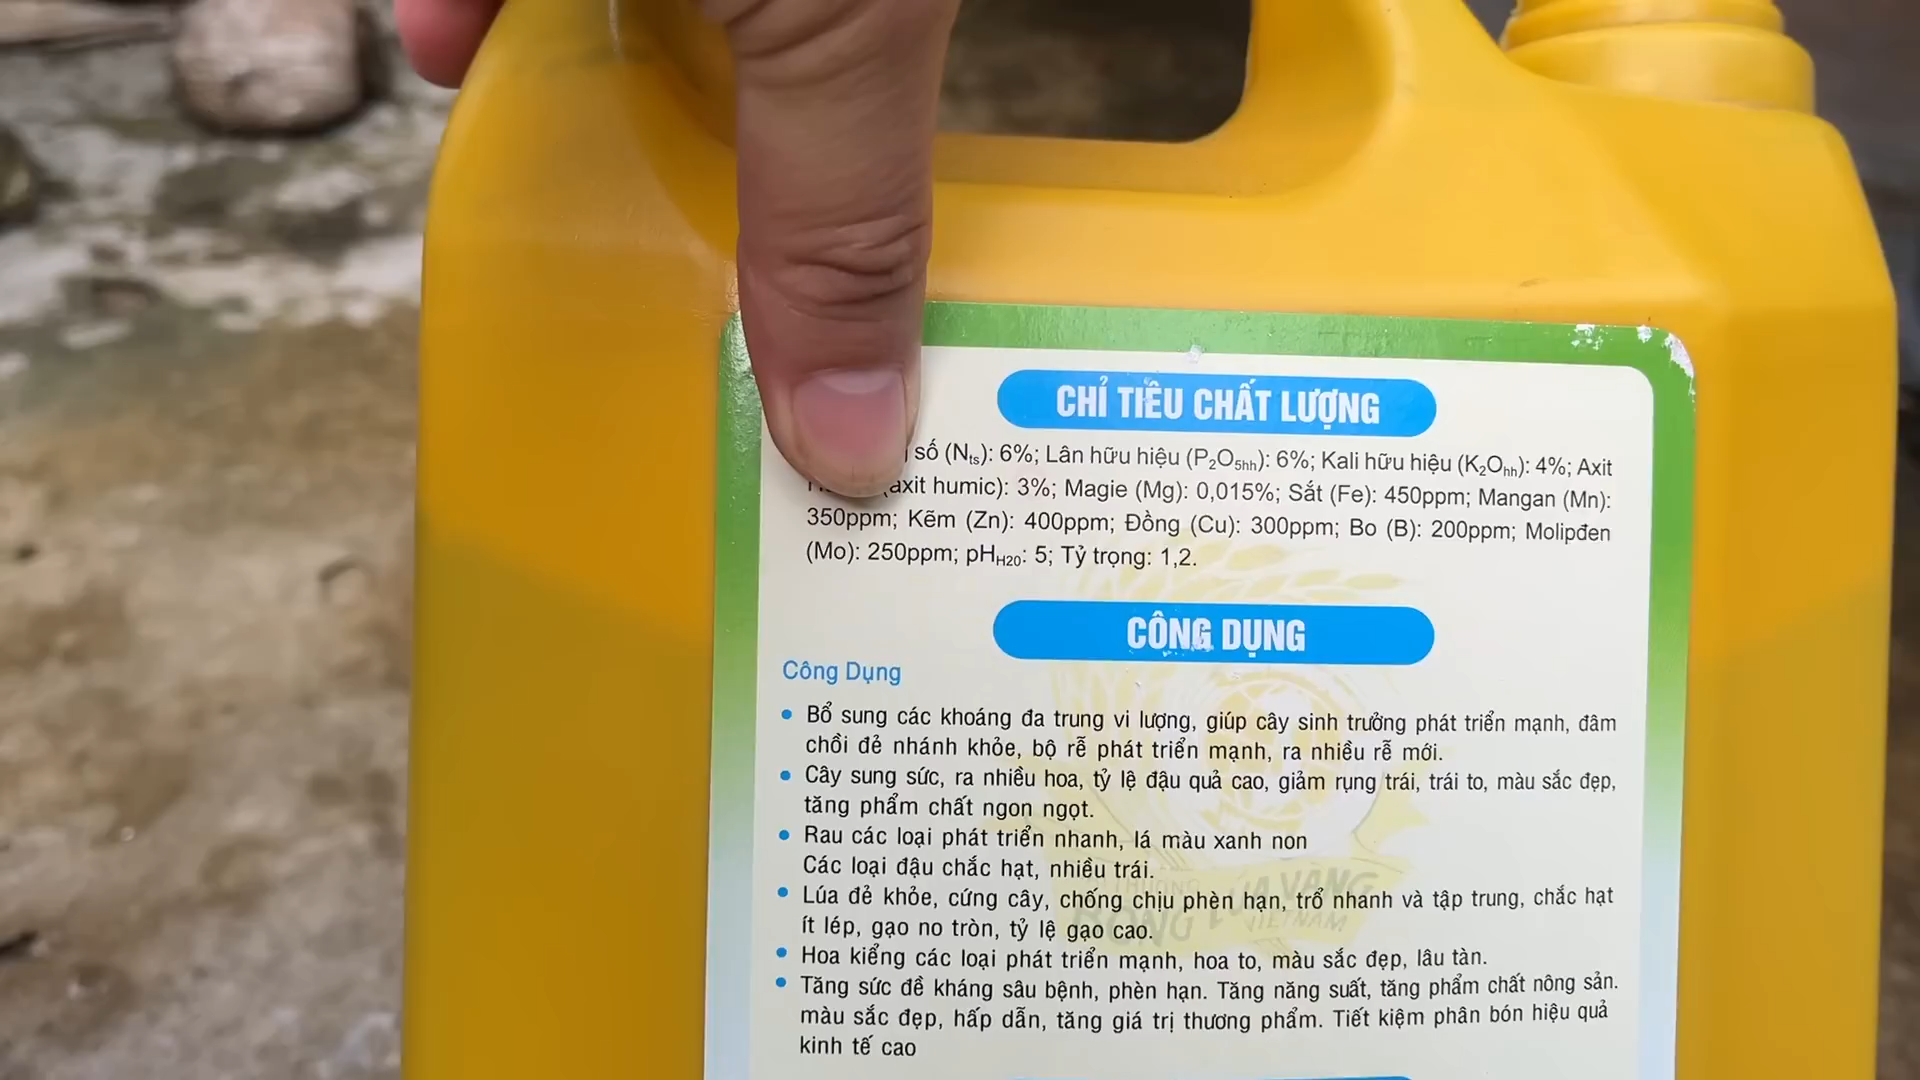 CHỈ TIÊU CHẤT LƯỢNG
số (Nts): 6%; Lân hữu hiệu (P₂O₅hh): 6%; Kali hữu hiệu (K₂Ohh): 4%; Axit
(axit humic): 3%; Magie (Mg): 0,015%; Sắt (Fe): 450ppm; Mangan (Mn):
350ppm; Kẽm (Zn): 400ppm; Đồng (Cu): 300ppm; Bo (B): 200ppm; Molipđen
(Mo): 250ppm; pHH20: 5; Tỷ trọng: 1,2.
CÔNG DỤNG
Công Dụng
• Bổ sung các khoáng đa trung vi lượng, giúp cây sinh trưởng phát triển mạnh, đâm
chồi đẻ nhánh khỏe, bộ rễ phát triển mạnh, ra nhiều rễ mới.
• Cây sung sức, ra nhiều hoa, tỷ lệ đậu quả cao, giảm rụng trái, trái to, màu sắc đẹp,
tăng phẩm chất ngon ngọt.
• Rau các loại phát triển nhanh, lá màu xanh non
Các loại đậu chắc hạt, nhiều trái.
• Lúa đẻ khỏe, cứng cây, chống chịu phèn hạn, trổ nhanh và tập trung, chắc hạt
ít lép, gạo no tròn, tỷ lệ gạo cao.
• Hoa kiểng các loại phát triển mạnh, hoa to, màu sắc đẹp, lâu tàn.
• Tăng sức đề kháng sâu bệnh, phèn hạn. Tăng năng suất, tăng phẩm chất nông sản.
màu sắc đẹp, hấp dẫn, tăng giá trị thương phẩm. Tiết kiệm phân bón hiệu quả
kinh tế cao
THƯƠNG
BÔNG LÚA VÀNG
VIETNAM